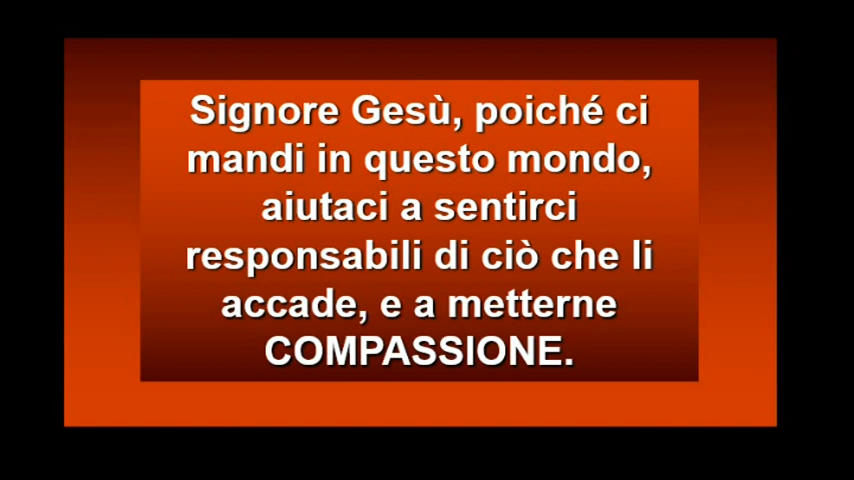 Signore Gesù, poiché ci
mandi in questo mondo,
aiutaci a sentirci
responsabili di ciò che li
accade, e a metterne
COMPASSIONE.